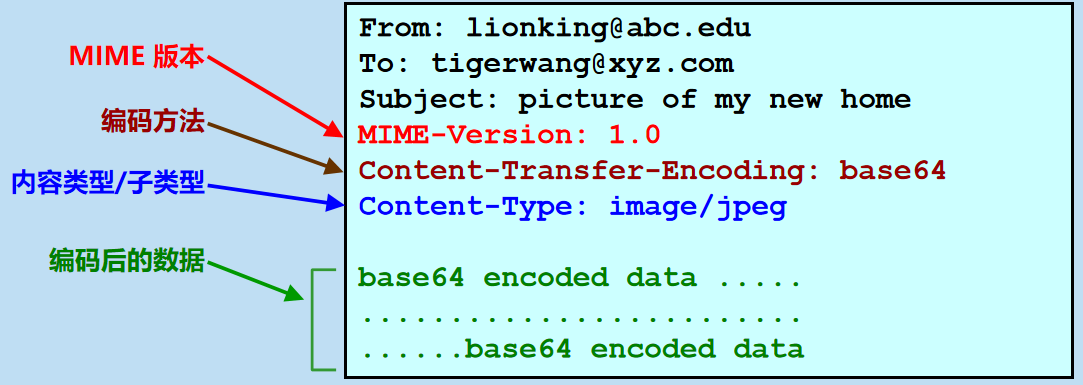 MIME 版本
编码方法
内容类型/子类型
编码后的数据
From: lionking@abc.edu
To: tigerwang@xyz.com
Subject: picture of my new home
MIME-Version: 1.0
Content-Transfer-Encoding: base64
Content-Type: image/jpeg
base64 encoded data .....
.........................
......base64 encoded data